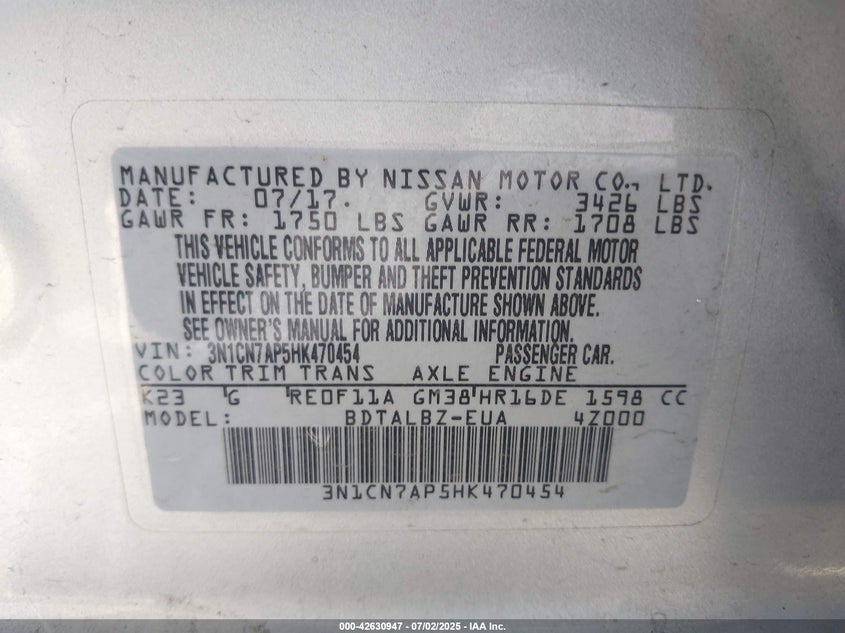 MANUFACTURED BY NISSAN MOTOR CO., LTD.
DATE: 07/17. GVWR: 3426 LBS
GAWR FR: 1750 LBS GAWR RR: 1708 LBS
THIS VEHICLE CONFORMS TO ALL APPLICABLE FEDERAL MOTOR
VEHICLE SAFETY, BUMPER AND THEFT PREVENTION STANDARDS
IN EFFECT ON THE DATE OF MANUFACTURE SHOWN ABOVE.
SEE OWNER'S MANUAL FOR ADDITIONAL INFORMATION.
VIN: 3N1CN7AP5HK470454 PASSENGER CAR.
COLOR TRIM TRANS AXLE ENGINE
K23 G RE0F11A GM38 HR16DE 1598 CC
MODEL: BDTALBZ-EUA 4Z000
3N1CN7AP5HK470454
000-42630947 - 07/02/2025 - IAA Inc.